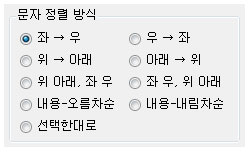 문자 정렬 방식
좌 → 우 우 → 좌
위 → 아래 아래 → 위
위 아래, 좌 우 좌 우, 위 아래
내용-오름차순 내용-내림차순
선택한대로